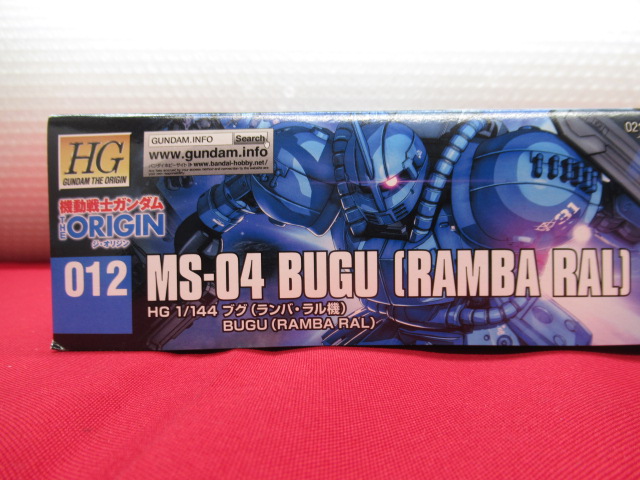 HG
GUNDAM THE ORIGIN
GUNDAM.INFO
Search
www.gundam.info
www.bandai-hobby.net/
021
機動戦士ガンダム
THE ORIGIN
ジ・オリジン
31
012
MS-04 BUGU (RAMBA RAL)
HG 1/144 ブグ(ランバ・ラル機)
BUGU (RAMBA RAL)